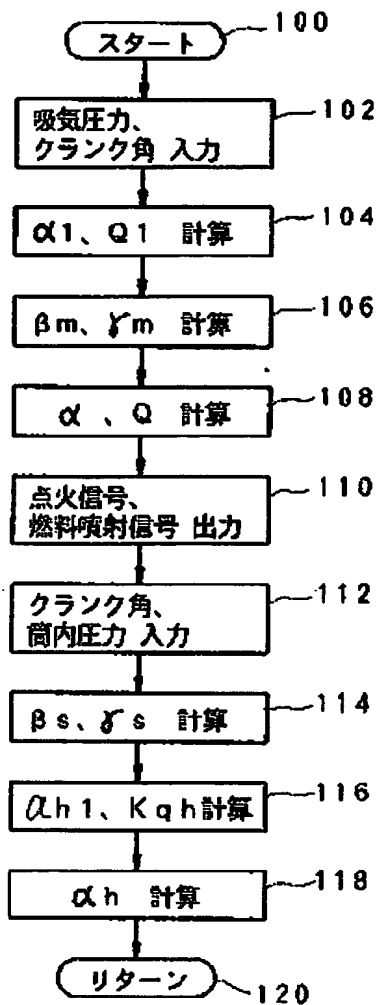 スタート
100
吸気圧力、
クランク角 入力
102
α1、Q1 計算
104
βm、γm 計算
106
α 、Q 計算
108
点火信号、
燃料噴射信号 出力
110
クランク角、
筒内圧力 入力
112
βs、γs 計算
114
αh1、Kqh計算
116
αh 計算
118
リターン
120